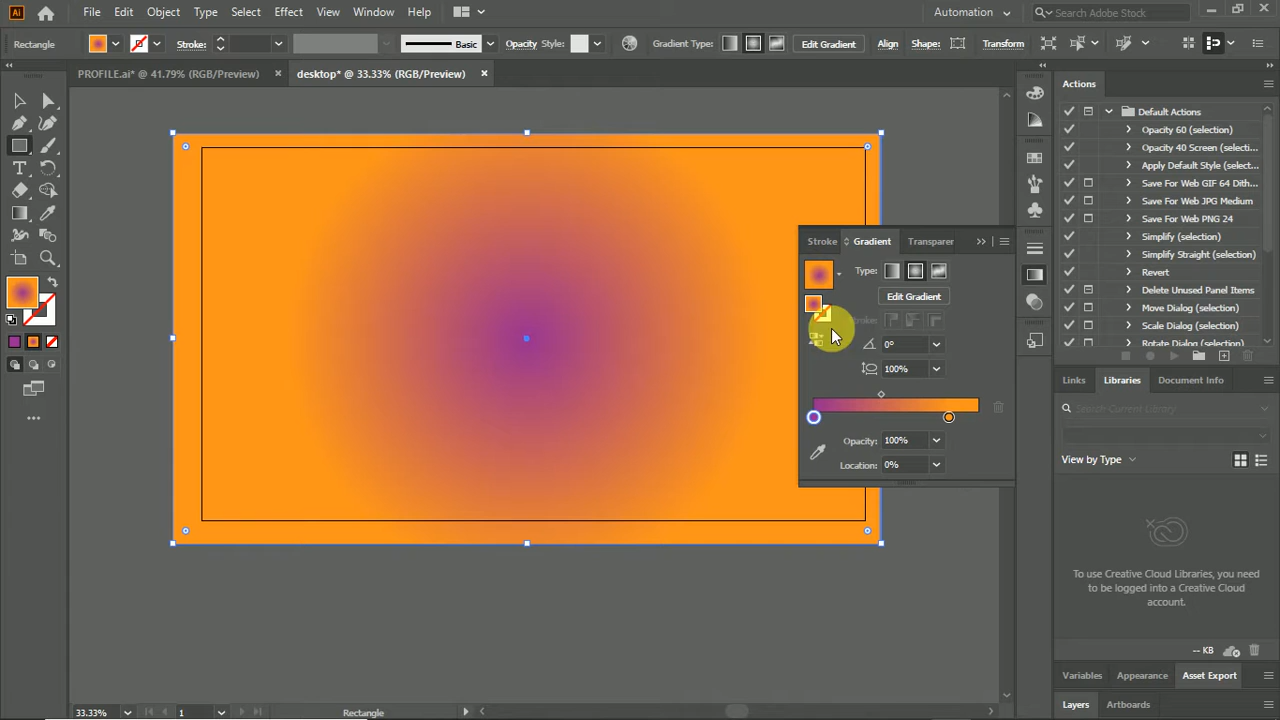 Ai File Edit Object Type Select Effect View Window Help Automation Search Adobe Stock
Rectangle Stroke: Basic Opacity Style: Gradient Type: Edit Gradient Align Shape: Transform
PROFILE.ai* @ 41.79% (RGB/Preview) × desktop* @ 33.33% (RGB/Preview) ×
Actions
Default Actions
Opacity 60 (selection)
Opacity 40 Screen (selecti...
Apply Default Style (select...
Save For Web GIF 64 Dith...
Save For Web JPG Medium
Save For Web PNG 24
Simplify (selection)
Simplify Straight (selection)
Revert
Delete Unused Panel Items
Move Dialog (selection)
Scale Dialog (selection)
Rotate Dialog (selection)
Stroke Gradient Transparer
Type:
Edit Gradient
Stroke:
0°
100%
Opacity: 100%
Location: 0%
Links Libraries Document Info
Search Current Library
View by Type
To use Creative Cloud Libraries, you need
to be logged into a Creative Cloud
account.
-- KB
Variables Appearance Asset Export
Layers Artboards
33.33% 1 Rectangle